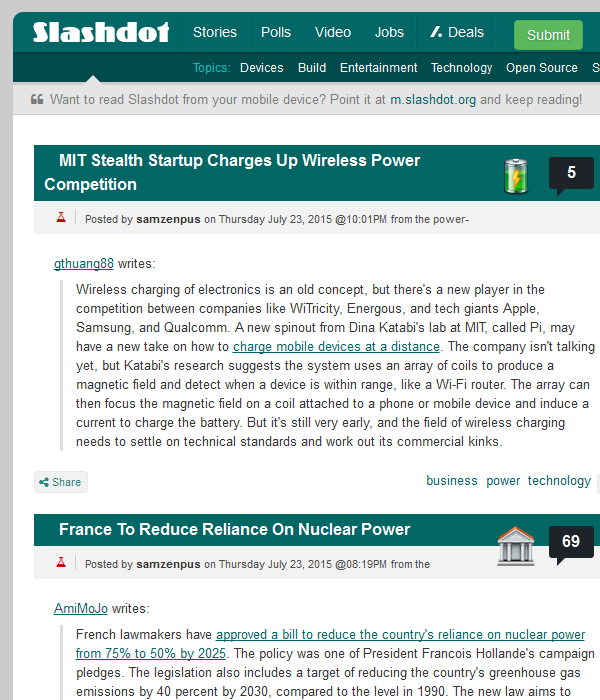 Slashdot Stories Polls Video Jobs Deals Submit
Topics: Devices Build Entertainment Technology Open Source S
Want to read Slashdot from your mobile device? Point it at m.slashdot.org and keep reading!
MIT Stealth Startup Charges Up Wireless Power
Competition
5
Posted by samzenpus on Thursday July 23, 2015 @10:01PM from the power-
gthuang88 writes:
Wireless charging of electronics is an old concept, but there's a new player in the
competition between companies like WiTricity, Energous, and tech giants Apple,
Samsung, and Qualcomm. A new spinout from Dina Katabi's lab at MIT, called Pi, may
have a new take on how to charge mobile devices at a distance. The company isn't talking
yet, but Katabi's research suggests the system uses an array of coils to produce a
magnetic field and detect when a device is within range, like a Wi-Fi router. The array can
then focus the magnetic field on a coil attached to a phone or mobile device and induce a
current to charge the battery. But it's still very early, and the field of wireless charging
needs to settle on technical standards and work out its commercial kinks.
Share business power technology
France To Reduce Reliance On Nuclear Power
69
Posted by samzenpus on Thursday July 23, 2015 @08:19PM from the
AmiMoJo writes:
French lawmakers have approved a bill to reduce the country's reliance on nuclear power
from 75% to 50% by 2025. The policy was one of President Francois Hollande's campaign
pledges. The legislation also includes a target of reducing the country's greenhouse gas
emissions by 40 percent by 2030, compared to the level in 1990. The new law aims to